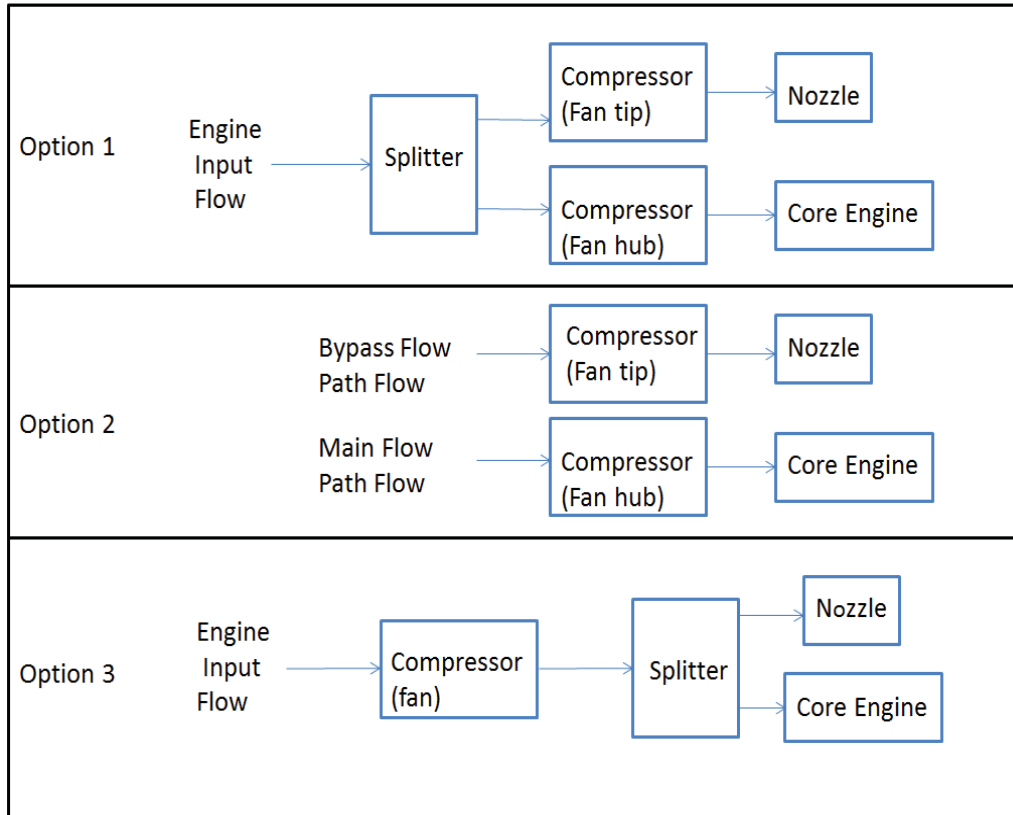 Option 1
Engine
Input
Flow
Splitter
Compressor
(Fan tip)
Nozzle
Compressor
(Fan hub)
Core Engine
Option 2
Bypass Flow
Path Flow
Compressor
(Fan tip)
Nozzle
Main Flow
Path Flow
Compressor
(Fan hub)
Core Engine
Option 3
Engine
Input
Flow
Compressor
(fan)
Splitter
Nozzle
Core Engine